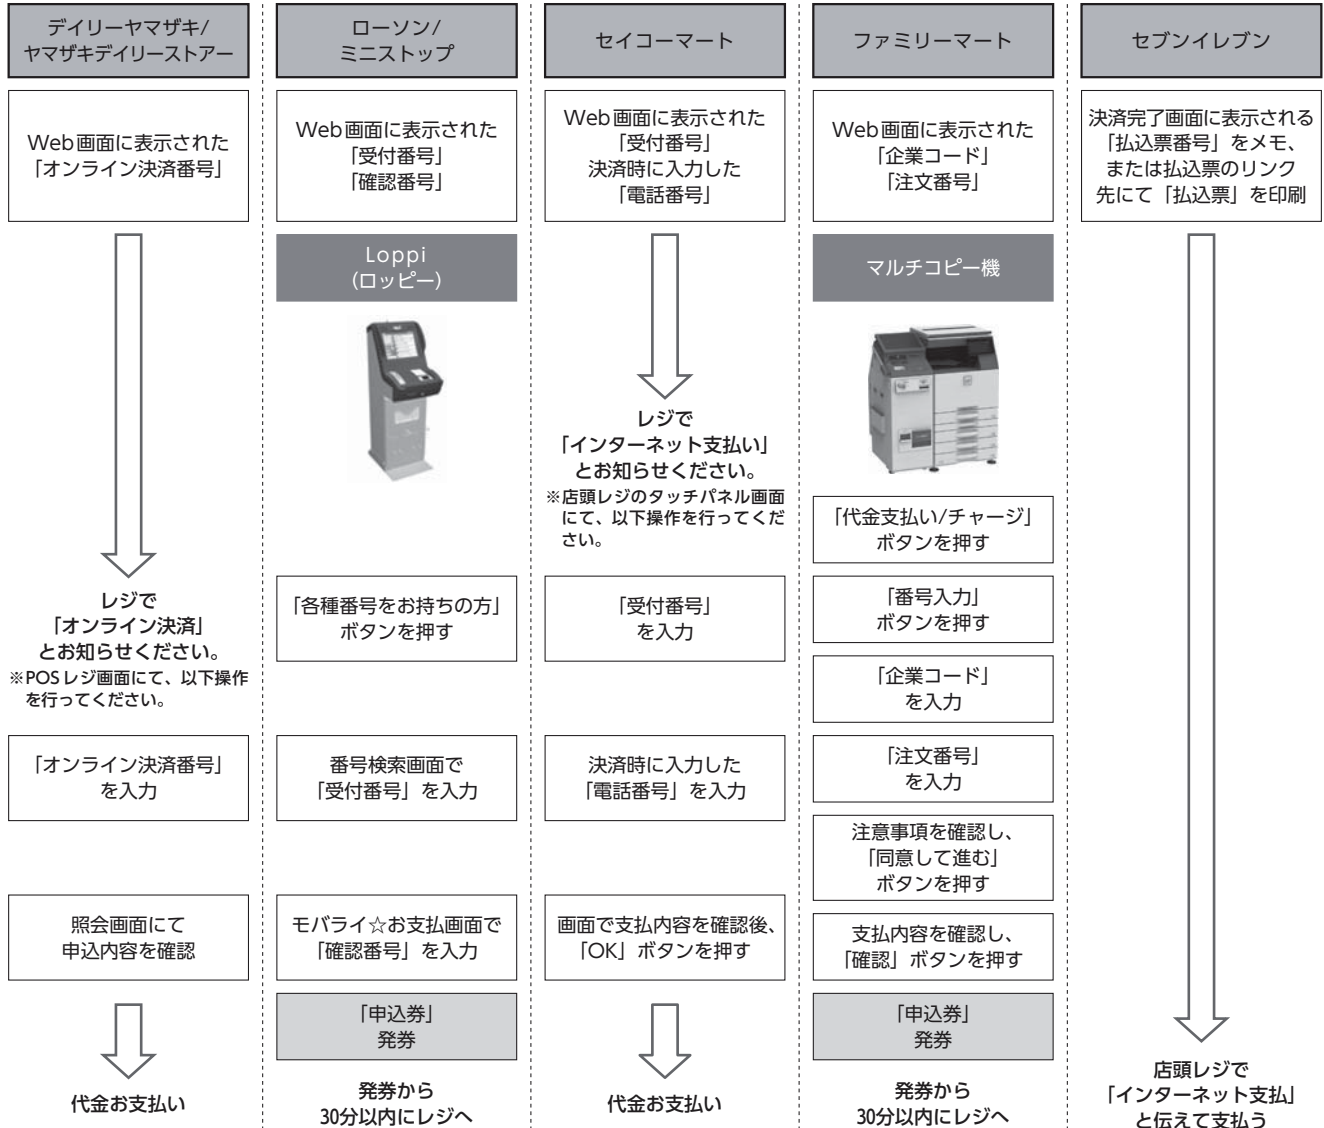 デイリーヤマザキ/
ヤマザキデイリーストアー
Web画面に表示された
「オンライン決済番号」
レジで
「オンライン決済」
とお知らせください。
※POSレジ画面にて、以下操作
を行ってください。
「オンライン決済番号」
を入力
照会画面にて
申込内容を確認
代金お支払い
ローソン/
ミニストップ
Web画面に表示された
「受付番号」
「確認番号」
Loppi
（ロッピー）
「各種番号をお持ちの方」
ボタンを押す
番号検索画面で
「受付番号」を入力
モバライ☆お支払画面で
「確認番号」を入力
「申込券」
発券
発券から
30分以内にレジへ
セイコーマート
Web画面に表示された
「受付番号」
決済時に入力した
「電話番号」
レジで
「インターネット支払い」
とお知らせください。
※店頭レジのタッチパネル画面
にて、以下操作を行ってくだ
さい。
「受付番号」
を入力
決済時に入力した
「電話番号」を入力
画面で支払内容を確認後、
「OK」ボタンを押す
代金お支払い
ファミリーマート
Web画面に表示された
「企業コード」
「注文番号」
マルチコピー機
「代金支払い/チャージ」
ボタンを押す
「番号入力」
ボタンを押す
「企業コード」
を入力
「注文番号」
を入力
注意事項を確認し、
「同意して進む」
ボタンを押す
支払内容を確認し、
「確認」ボタンを押す
「申込券」
発券
発券から
30分以内にレジへ
セブンイレブン
決済完了画面に表示される
「払込票番号」をメモ、
または払込票のリンク
先にて「払込票」を印刷
店頭レジで
「インターネット支払」
と伝えて支払う